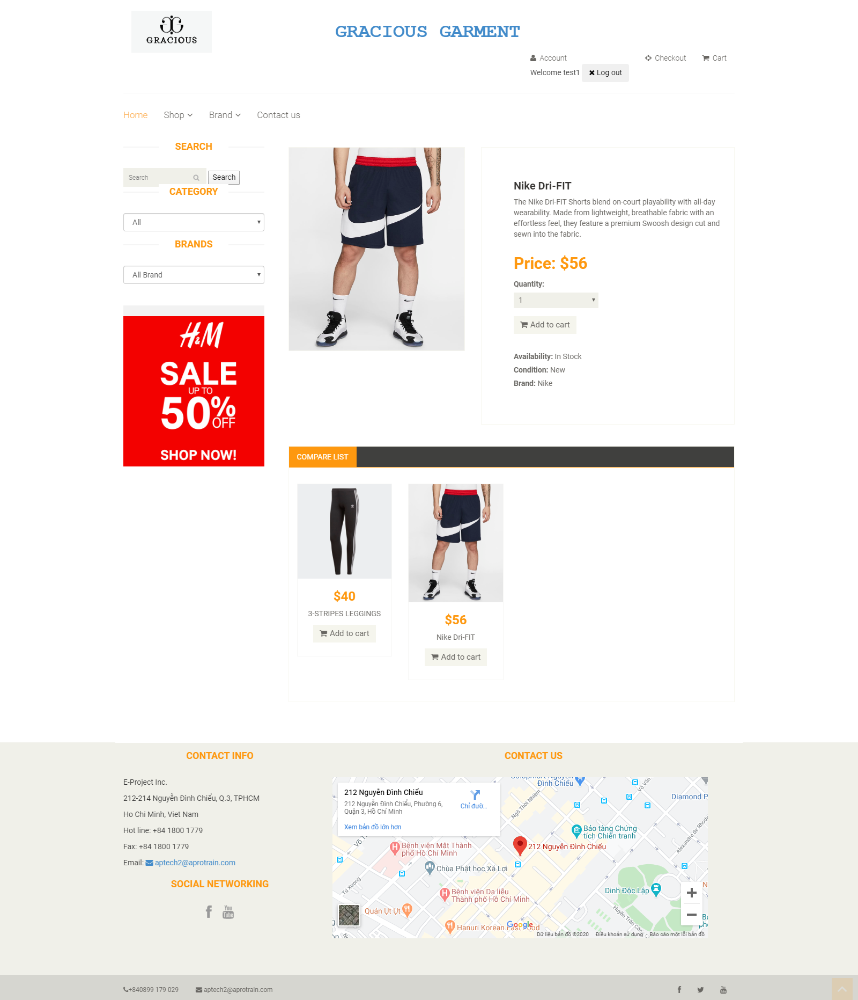 GRACIOUS
GRACIOUS GARMENT
Account
Checkout
Cart
Welcome test1
Log out
Home
Shop
Brand
Contact us
SEARCH
Search
Search
CATEGORY
All
BRANDS
All Brand
H&M
SALE
UP TO
50%
OFF
SHOP NOW!
Nike Dri-FIT
The Nike Dri-FIT Shorts blend on-court playability with all-day
wearability. Made from lightweight, breathable fabric with an
effortless feel, they feature a premium Swoosh design cut and
sewn into the fabric.
Price: $56
Quantity:
1
Add to cart
Availability: In Stock
Condition: New
Brand: Nike
COMPARE LIST
$40
3-STRIPES LEGGINGS
Add to cart
$56
Nike Dri-FIT
Add to cart
CONTACT INFO
E-Project Inc.
212-214 Nguyễn Đình Chiểu, Q.3, TPHCM
Ho Chi Minh, Viet Nam
Hot line: +84 1800 1779
Fax: +84 1800 1779
Email: aptech2@aprotrain.com
SOCIAL NETWORKING
You
Tube
CONTACT US
212 Nguyễn Đình Chiểu
212 Nguyễn Đình Chiểu, Phường 6,
Quận 3, Hồ Chí Minh
Xem bản đồ lớn hơn
Chỉ đườ...
Đình Chiểu
Ngô Thời Nhiệm
Võ Văn
Diamond P
Bảo tàng Chứng
tích Chiến tranh
Alexandre de Rhode
212 Nguyễn Đình Chiểu
Bệnh viện Mắt Thành
phố Hồ Chí Minh
Chùa Phật học Xá Lợi
Tú Xương
Bệnh viện Da liễu
Thành phố Hồ Chí Minh
Dinh Độc Lập
Quán Ụt Ụt
Huyền Trân Côn
Hanuri Korean Fast Food
Google
Dữ liệu bản đồ ©2020
Điều khoản sử dụng
Báo cáo một lỗi bản đồ
+840899 179 029
aptech2@aprotrain.com
You
Tube